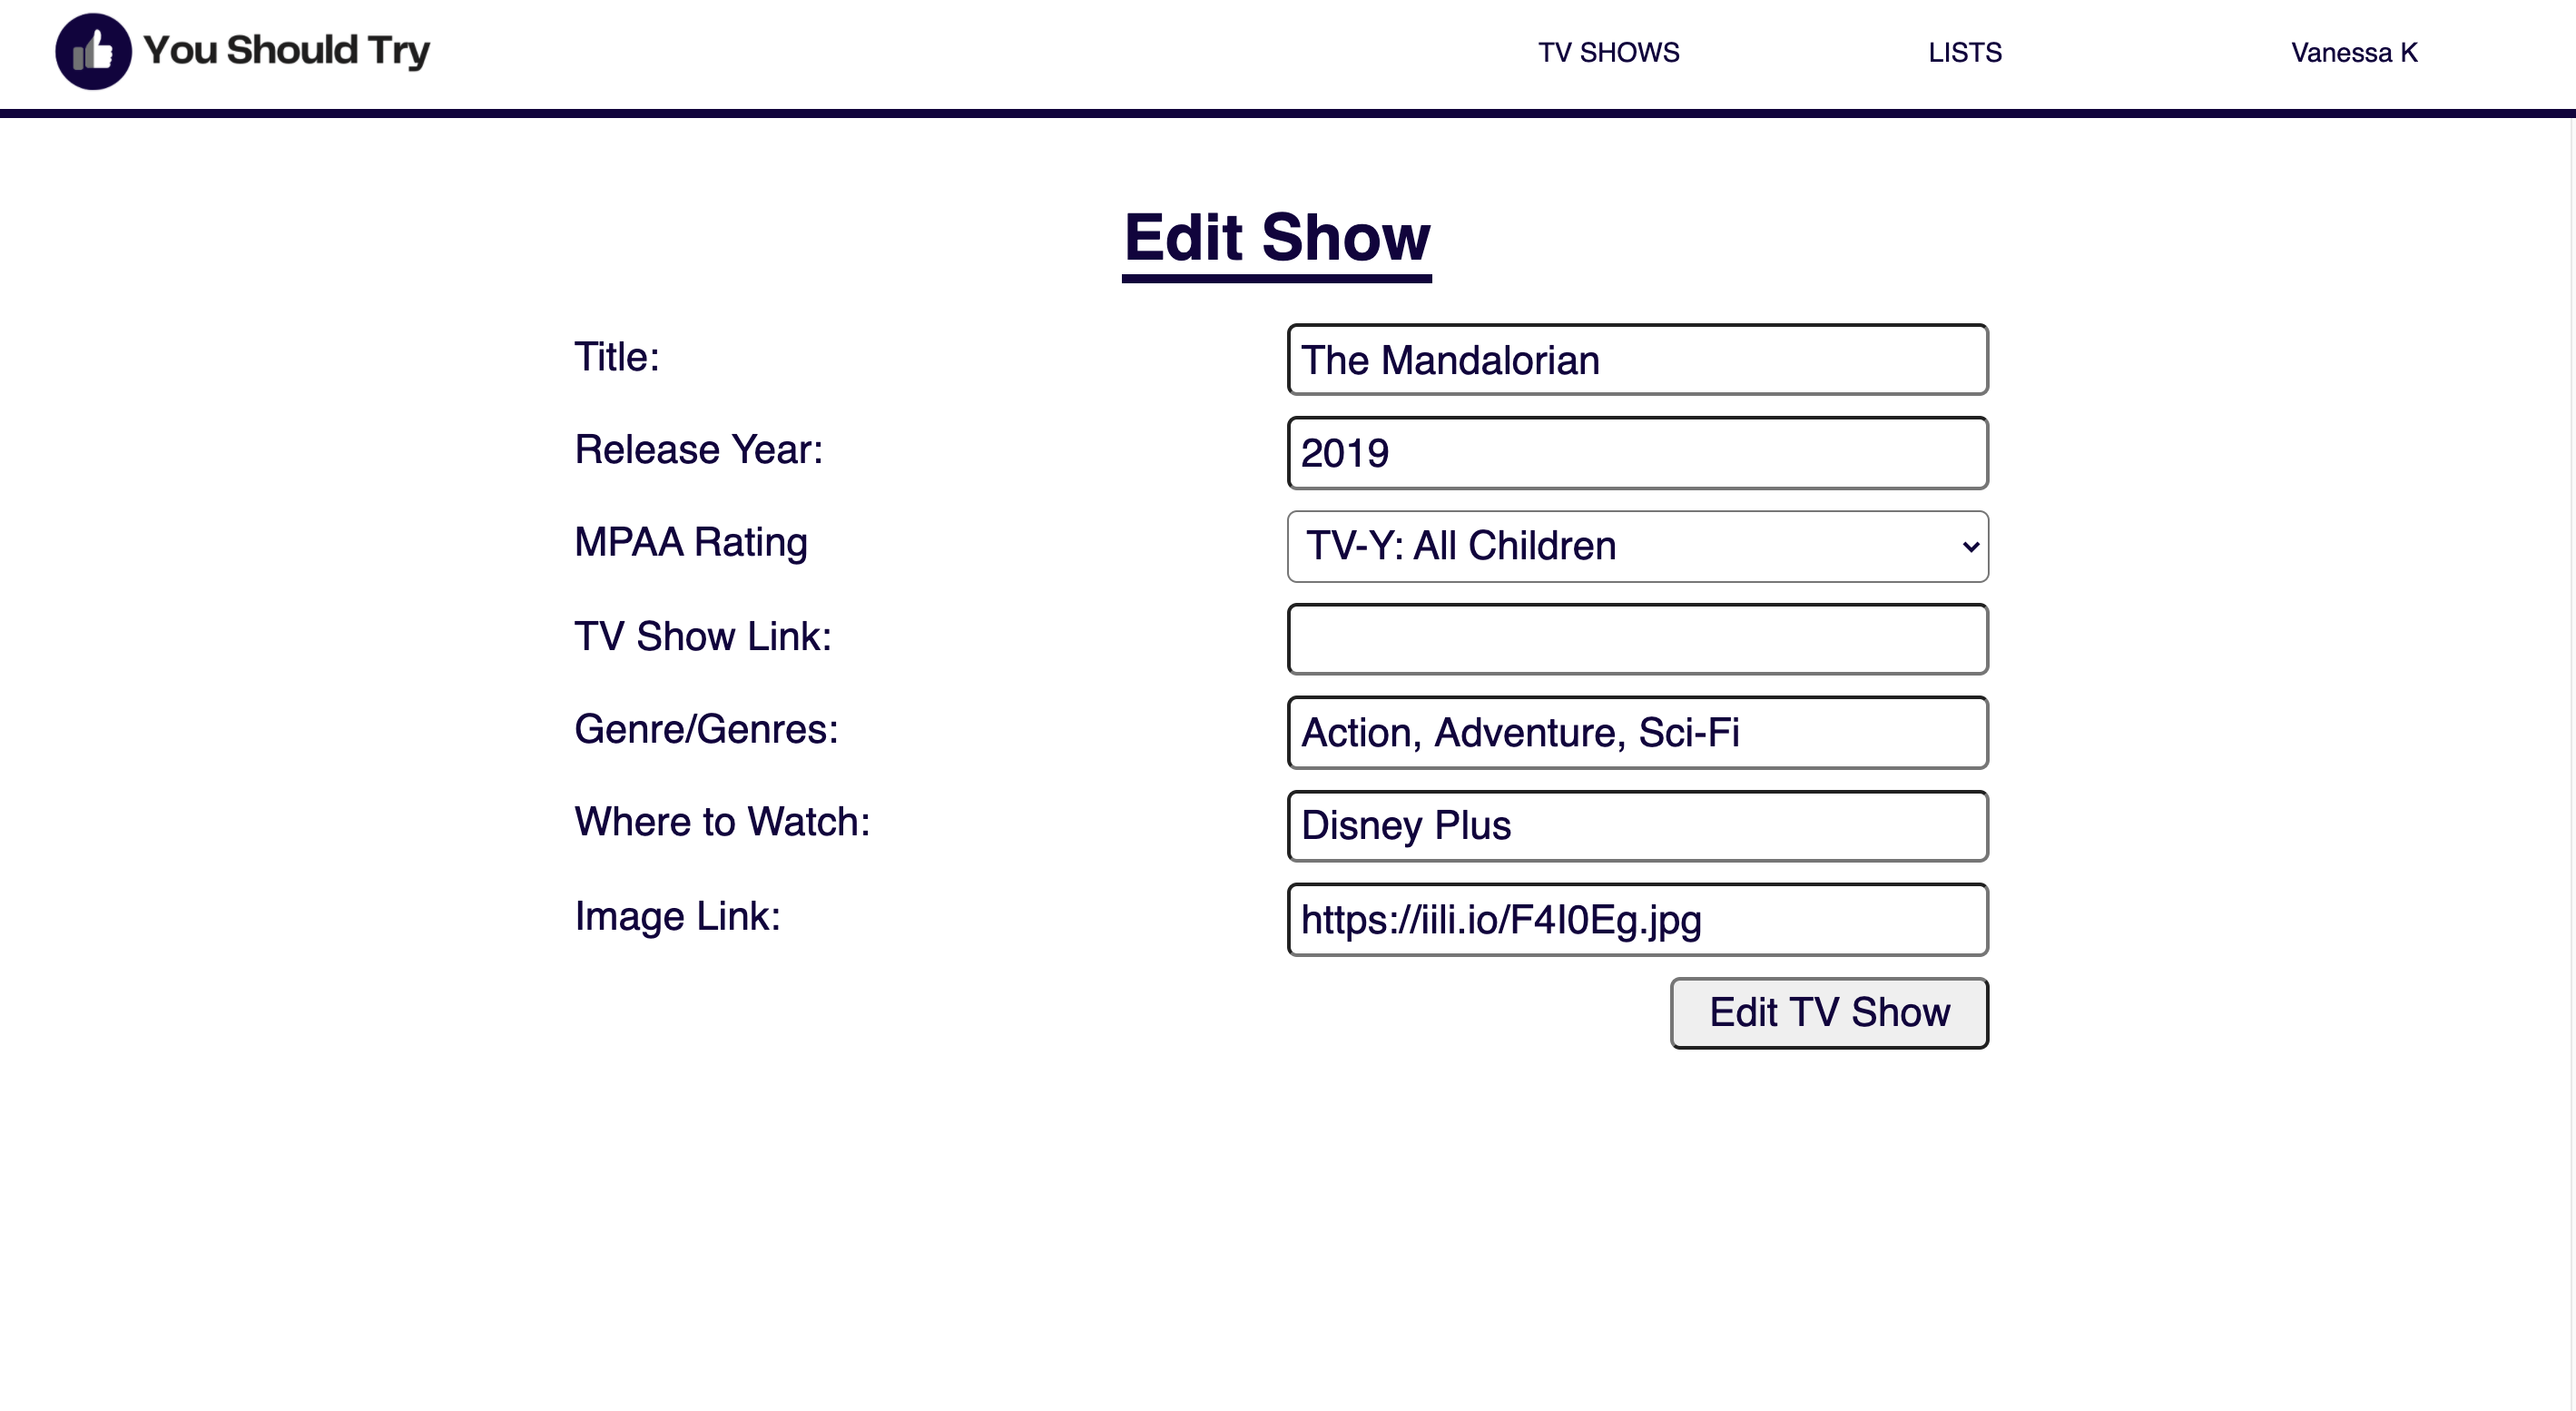 You Should Try
TV SHOWS
LISTS
Vanessa K
Edit Show
Title:
The Mandalorian
Release Year:
2019
MPAA Rating
TV-Y: All Children
TV Show Link:
Genre/Genres:
Action, Adventure, Sci-Fi
Where to Watch:
Disney Plus
Image Link:
https://iili.io/F4I0Eg.jpg
Edit TV Show